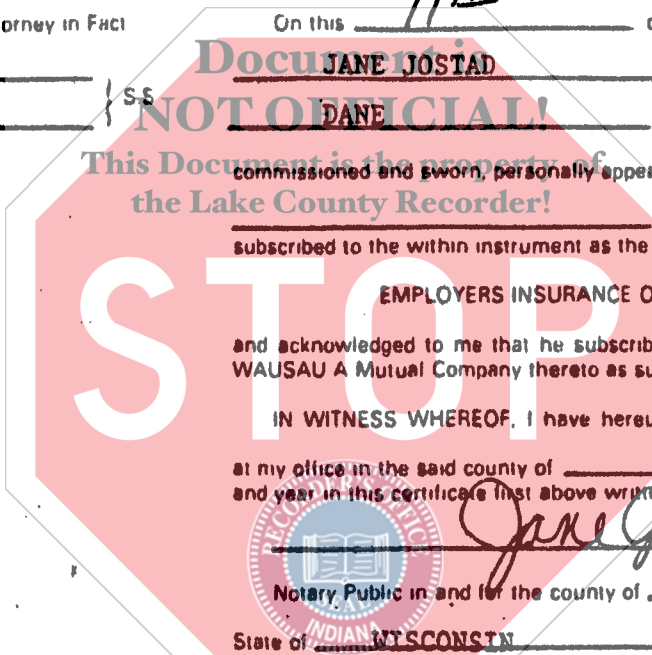 orney in Fact
On this
Document is
JANE JOSTAD
SS
NOT OFFICIAL!
DANE
This Document is the property of
commissioned and sworn, personally appea
the Lake County Recorder!
subscribed to the within instrument as the
STOP
EMPLOYERS INSURANCE O
and acknowledged to me that he subscrib
WAUSAU A Mutual Company thereto as su
IN WITNESS WHEREOF, I have hereu
at my office in the said county of
and year in this certificate first above writt
RECORDER'S OFFICE
Jane
Notary Public in and for the county of
INDIANA
State of WISCONSIN